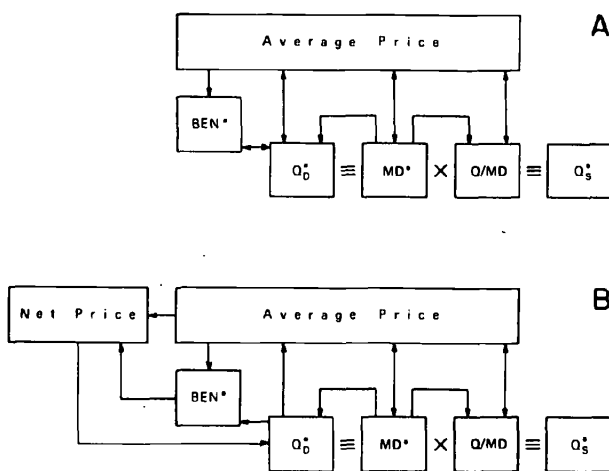 A
Average Price
BEN*
Q*D ≡ MD* × Q/MD ≡ Q*S
B
Net Price Average Price
BEN*
Q*D ≡ MD* × Q/MD ≡ Q*S